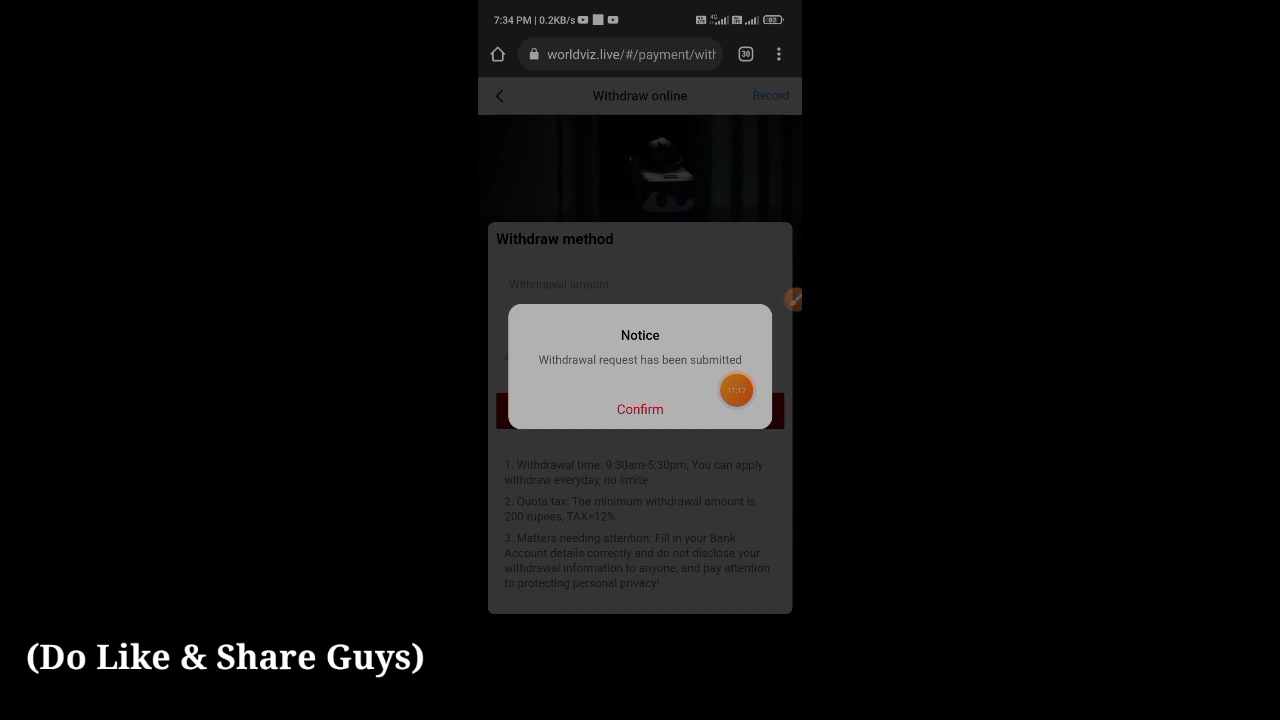 7:34 PM | 0.2KB/s
4G
82
worldviz.live/#/payment/with
30
Withdraw online
Record
Withdraw method
Withdrawal amount
Notice
Withdrawal request has been submitted
11:17
Confirm
1. Withdrawal time: 9:30am-5:30pm, You can apply
withdraw everyday, no limite.
2. Quota tax: The minimum withdrawal amount is
200 rupees, TAX=12%.
3. Matters needing attention: Fill in your Bank
Account details correctly and do not disclose your
withdrawal information to anyone, and pay attention
to protecting personal privacy!
(Do Like & Share Guys)